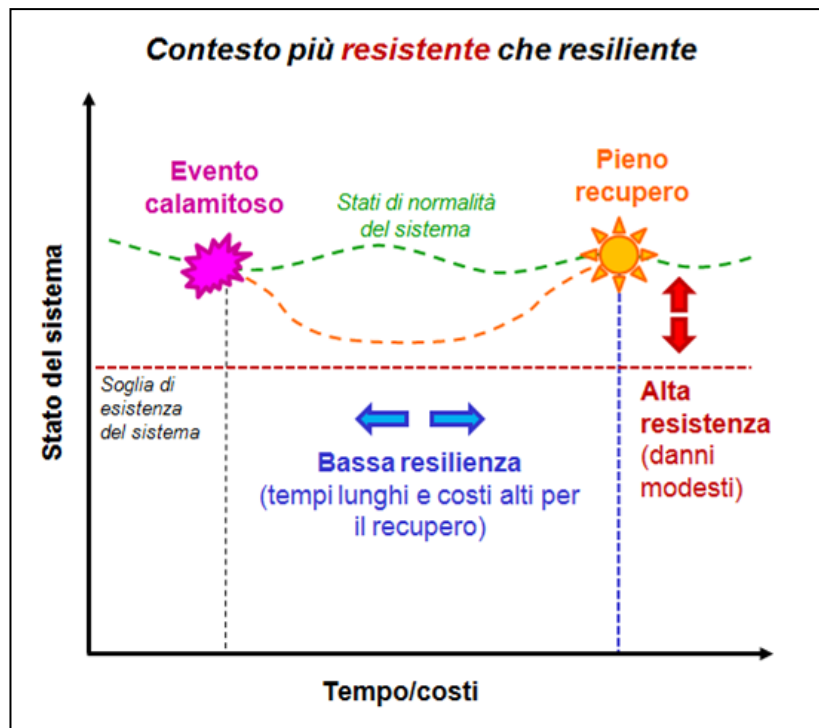 Contesto più resistente che resiliente
Evento
calamitoso
Stati di normalità
del sistema
Pieno
recupero
Stato del sistema
Soglia di
esistenza
del sistema
Bassa resilienza
(tempi lunghi e costi alti per
il recupero)
Alta
resistenza
(danni
modesti)
Tempo/costi